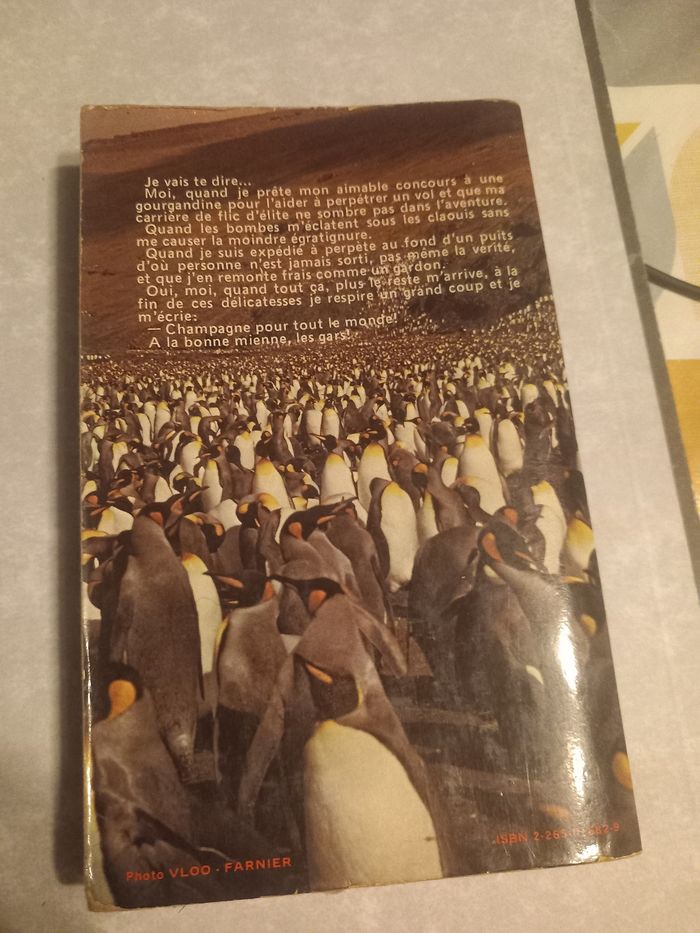 Je vais te dire...
Moi, quand je prête mon aimable concours à une
gourgandine pour l'aider à perpétrer un vol et que ma
carrière de flic d'élite ne sombre pas dans l'aventure.
Quand les bombes m'éclatent sous les claouis sans
me causer la moindre égratignure.
Quand je suis expédié à perpète au fond d'un puits
d'où personne n'est jamais sorti, pas même la verité,
et que j'en remonte frais comme un gardon.
Oui, moi, quand tout ça, plus le reste m'arrive, à la
fin de ces délicatesses je respire un grand coup et je
m'écrie:
— Champagne pour tout le monde!
A la bonne mienne, les gars!
Photo VLOO - FARNIER
ISBN